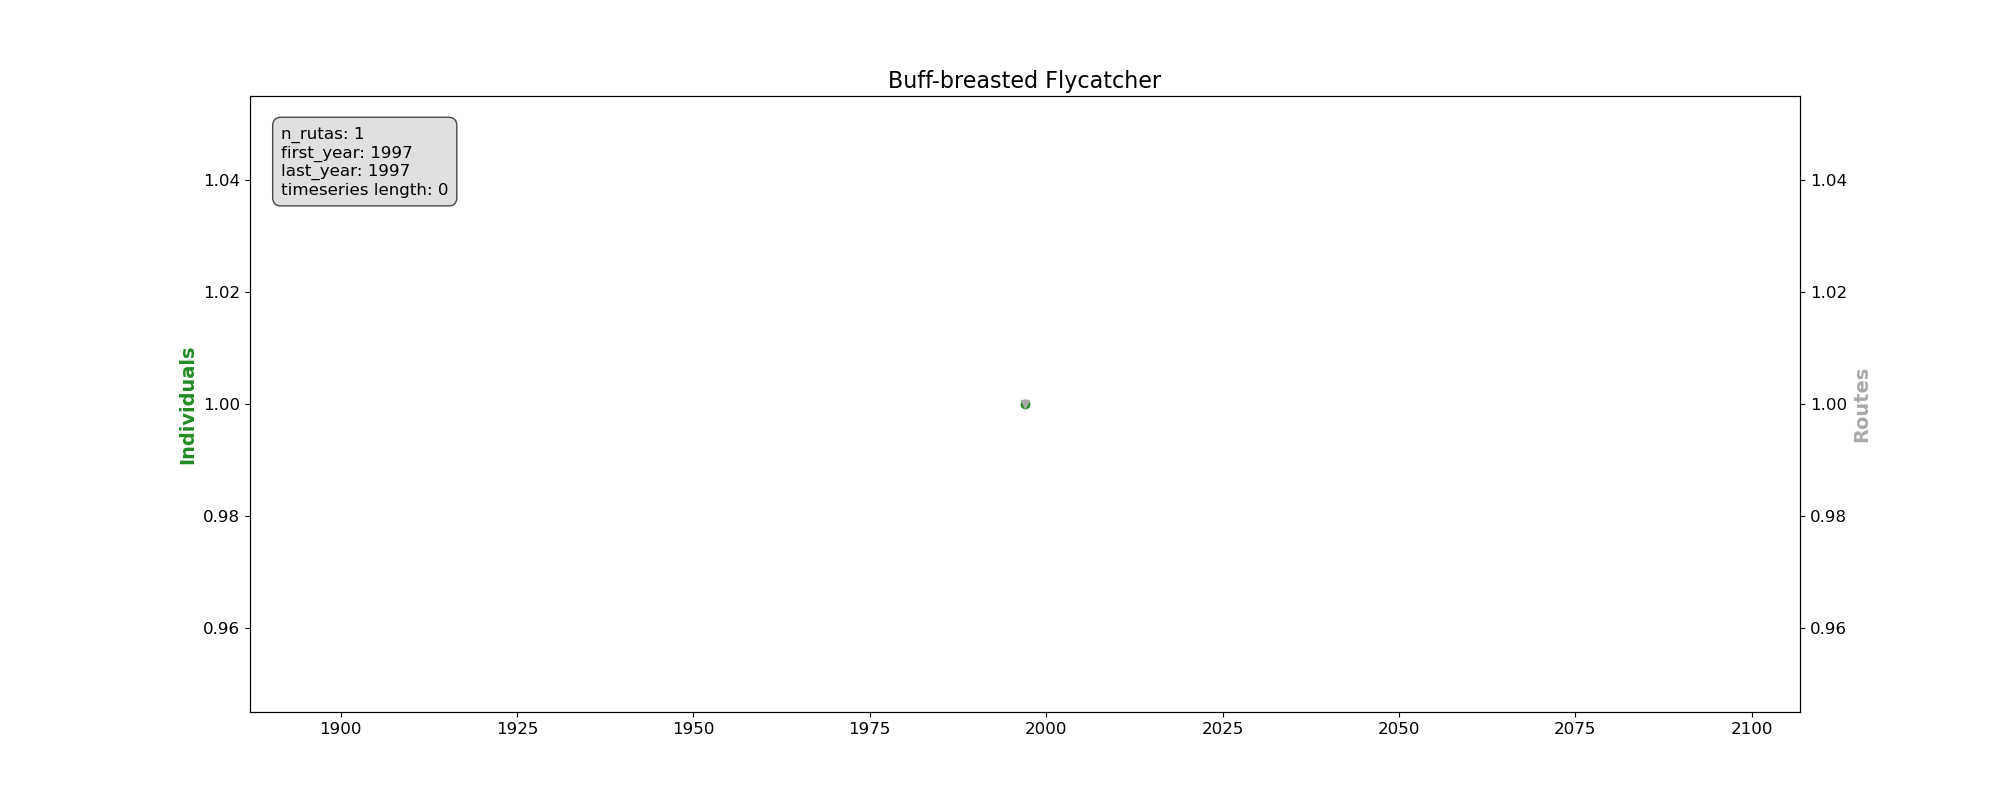 Buff-breasted Flycatcher
n_rutas: 1
first_year: 1997
last_year: 1997
timeseries length: 0
1.04
1.02
1.00
0.98
0.96
Individuals
1.04
1.02
1.00
0.98
0.96
Routes
1900 1925 1950 1975 2000 2025 2050 2075 2100